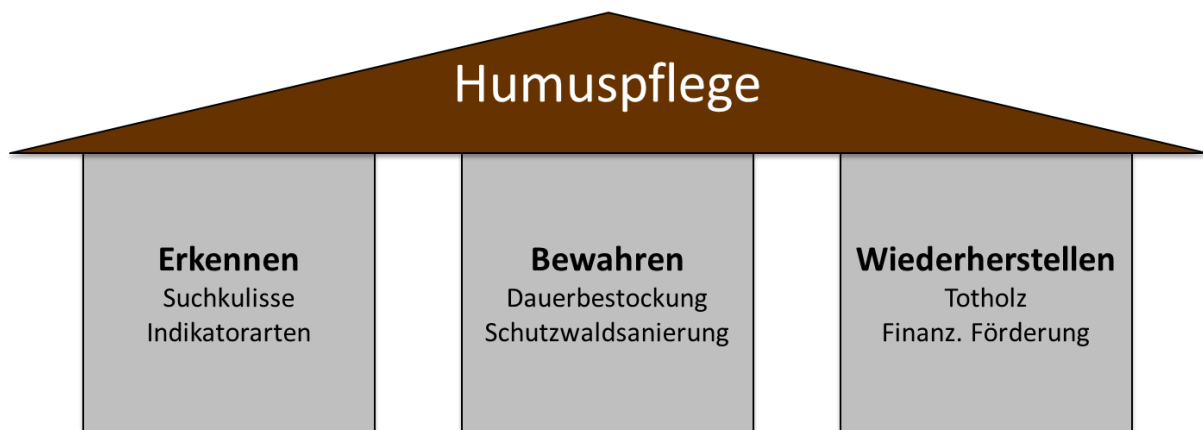 Humuspflege
Erkennen
Suchkulisse
Indikatorarten
Bewahren
Dauerbestockung
Schutzwaldsanierung
Wiederherstellen
Totholz
Finanz. Förderung